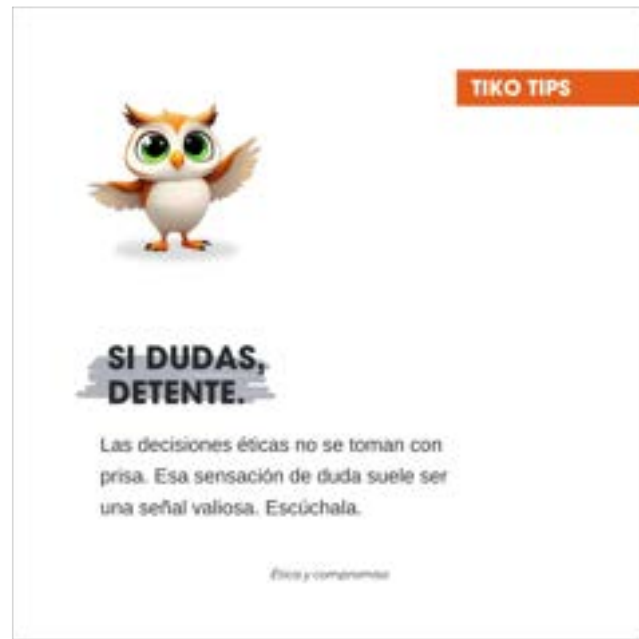 TIKO TIPS
SI DUDAS,
DETENTE.
Las decisiones éticas no se toman con
prisa. Esa sensación de duda suele ser
una señal valiosa. Escúchala.
Ética y compromiso